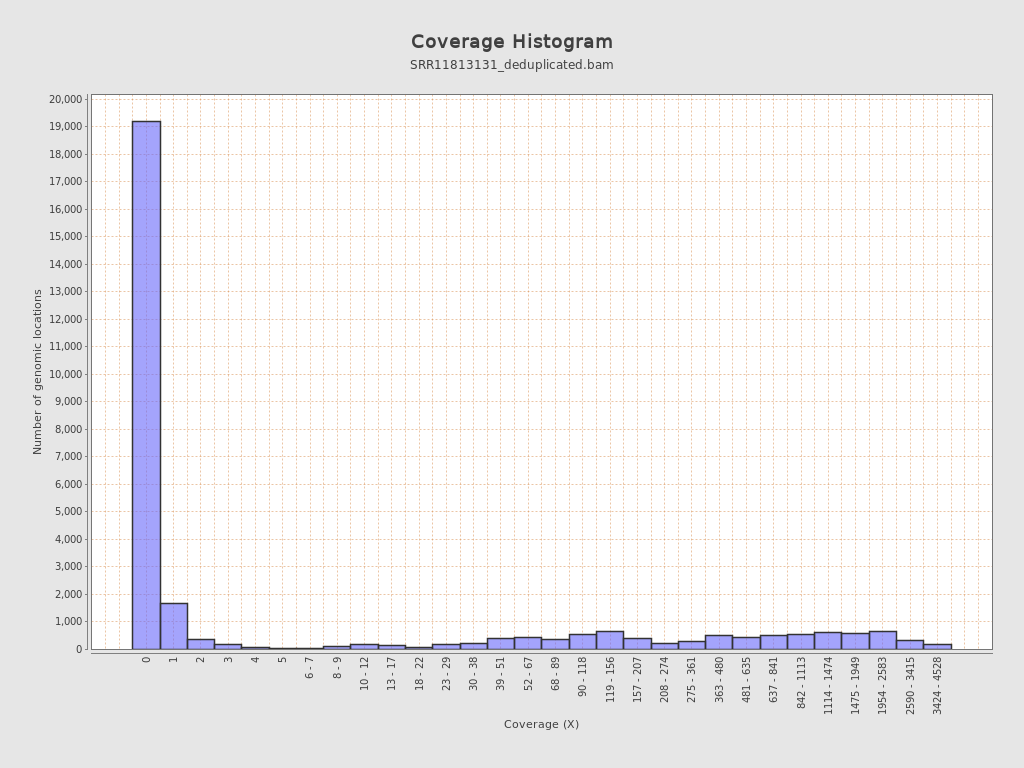 Coverage Histogram
SRR11813131_deduplicated.bam
20,000
19,000
18,000
17,000
16,000
15,000
14,000
13,000
12,000
11,000
10,000
9,000
8,000
7,000
6,000
5,000
4,000
3,000
2,000
1,000
0
Number of genomic locations
0
1
2
3
4
5
6 - 7
8 - 9
10 - 12
13 - 17
18 - 22
23 - 29
30 - 38
39 - 51
52 - 67
68 - 89
90 - 118
119 - 156
157 - 207
208 - 274
275 - 361
363 - 480
481 - 635
637 - 841
842 - 1113
1114 - 1474
1475 - 1949
1954 - 2583
2590 - 3415
3424 - 4528
Coverage (X)